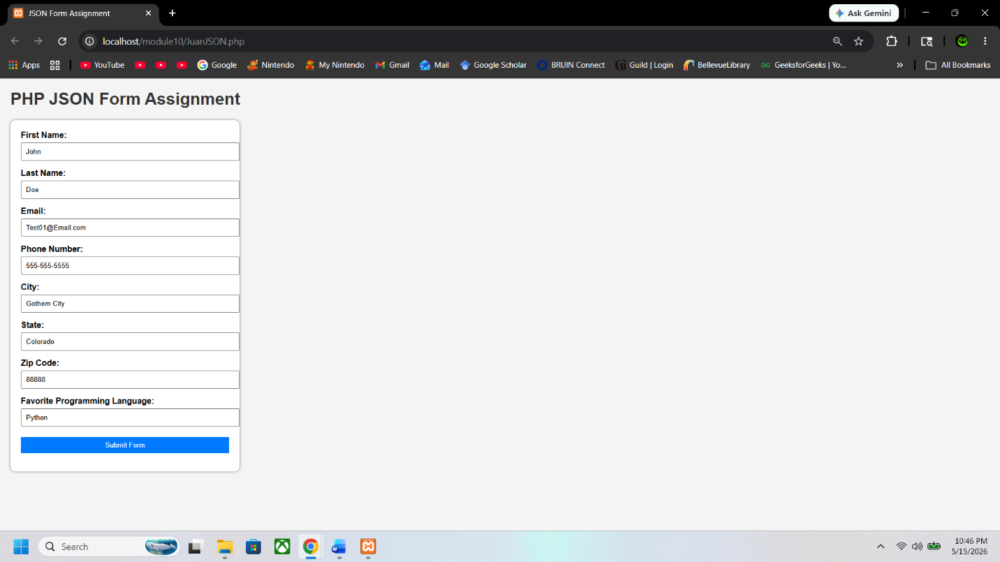 JSON Form Assignment
Ask Gemini
localhost/module10/JuanJSON.php
Apps YouTube Google Nintendo My Nintendo Gmail Mail Google Scholar BRUIN Connect Guild | Login BellevueLibrary GeeksforGeeks | Yo... » All Bookmarks
PHP JSON Form Assignment
First Name:
John
Last Name:
Doe
Email:
Test01@Email.com
Phone Number:
555-555-5555
City:
Gothem City
State:
Colorado
Zip Code:
88888
Favorite Programming Language:
Python
Submit Form
Search
10:46 PM
5/15/2026